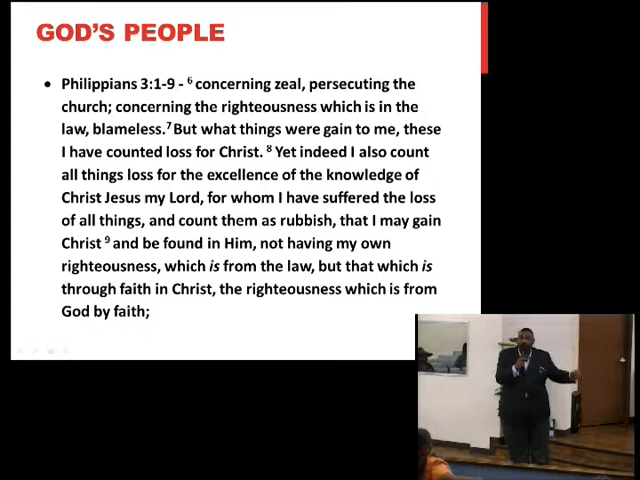 GOD'S PEOPLE
• Philippians 3:1-9 - 6 concerning zeal, persecuting the
church; concerning the righteousness which is in the
law, blameless.7 But what things were gain to me, these
I have counted loss for Christ. 8 Yet indeed I also count
all things loss for the excellence of the knowledge of
Christ Jesus my Lord, for whom I have suffered the loss
of all things, and count them as rubbish, that I may gain
Christ 9 and be found in Him, not having my own
righteousness, which is from the law, but that which is
through faith in Christ, the righteousness which is from
God by faith;